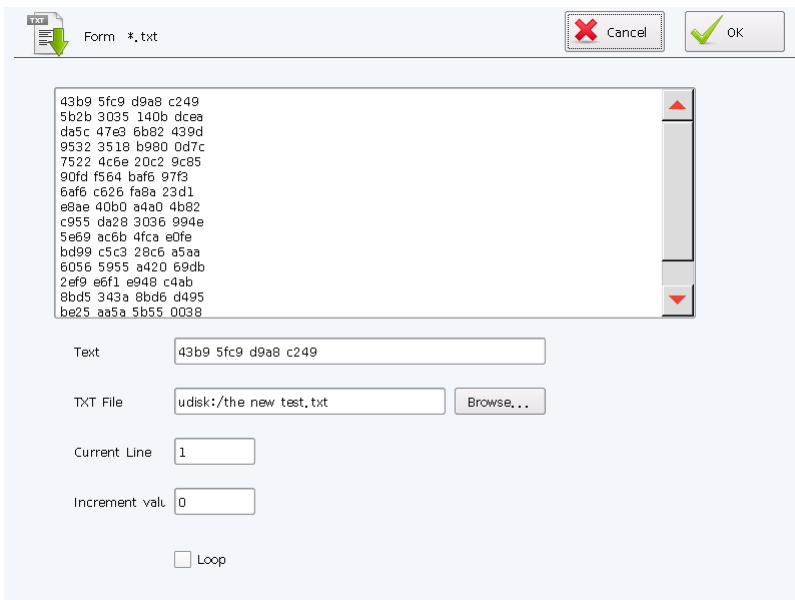 TXT
Form *.txt
Cancel
OK
43b9 5fc9 d9a8 c249
5b2b 3035 140b dcea
da5c 47e3 6b82 439d
9532 3518 b980 0d7c
7522 4c6e 20c2 9c85
90fd f564 baf6 97f3
6af6 c626 fa8a 23d1
e8ae 40b0 a4a0 4b82
c955 da28 3036 994e
5e69 ac6b 4fca e0fe
bd99 c5c3 28c6 a5aa
6056 5955 a420 69db
2ef9 e6f1 e948 c4ab
8bd5 343a 8bd6 d495
be25 aa5a 5b55 0038
Text 43b9 5fc9 d9a8 c249
TXT File udisk:/the new test.txt Browse...
Current Line 1
Increment valu 0
Loop